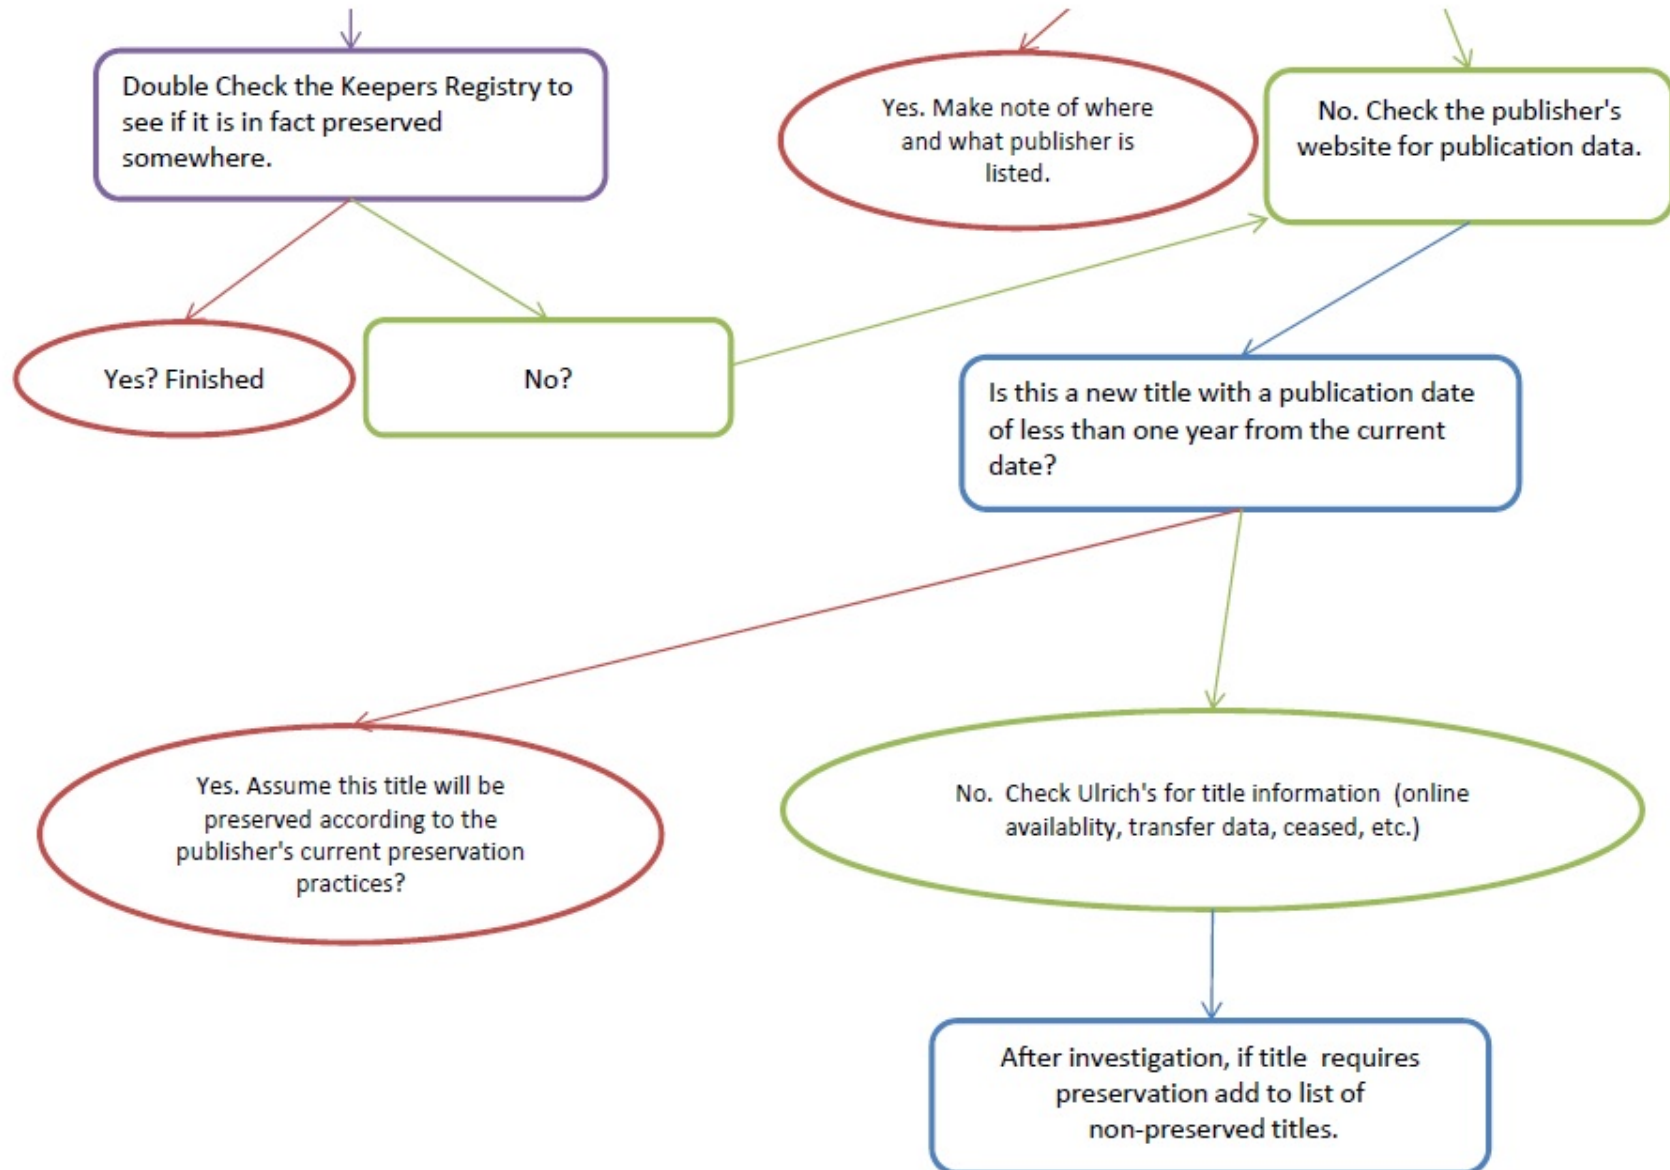 Double Check the Keepers Registry to
see if it is in fact preserved
somewhere.
Yes. Make note of where
and what publisher is
listed.
No. Check the publisher's
website for publication data.
Yes? Finished
No?
Is this a new title with a publication date
of less than one year from the current
date?
Yes. Assume this title will be
preserved according to the
publisher's current preservation
practices?
No.  Check Ulrich's for title information  (online
availablity, transfer data, ceased, etc.)
After investigation, if title  requires
preservation add to list of
non-preserved titles.